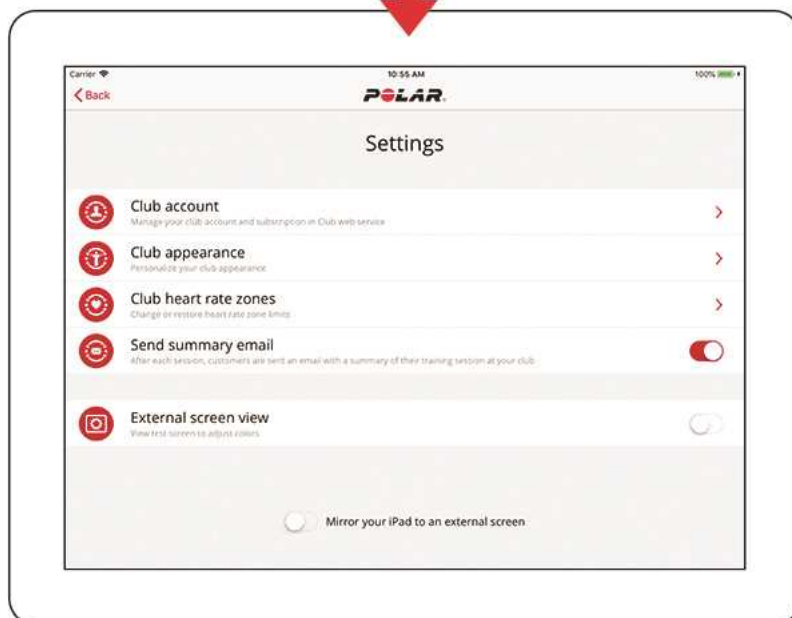 Carrier
10:55 AM
100%
Back
POLAR
Settings
Club account
Manage your club account and subscription in Club web service
Club appearance
Personalize your club appearance
Club heart rate zones
Change or restore heart rate zone limits
Send summary email
After each session, customers are sent an email with a summary of their training session at your club
External screen view
View test screen to adjust colors
Mirror your iPad to an external screen